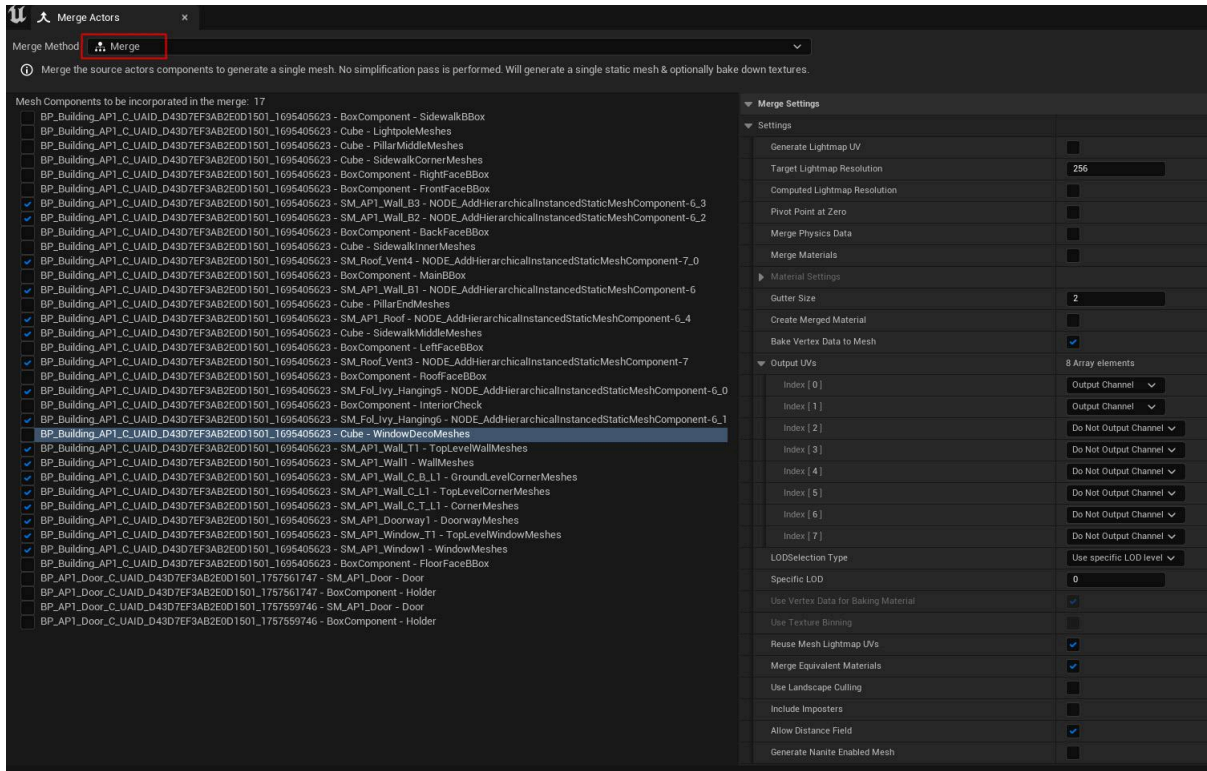 Merge Actors
Merge Method Merge
Merge the source actors components to generate a single mesh. No simplification pass is performed. Will generate a single static mesh & optionally bake down textures.
Mesh Components to be incorporated in the merge: 17
BP_Building_AP1_C_UAID_D43D7EF3AB2E0D1501_1695405623 - BoxComponent - SidewalkBBox
BP_Building_AP1_C_UAID_D43D7EF3AB2E0D1501_1695405623 - Cube - LightpoleMeshes
BP_Building_AP1_C_UAID_D43D7EF3AB2E0D1501_1695405623 - Cube - PillarMiddleMeshes
BP_Building_AP1_C_UAID_D43D7EF3AB2E0D1501_1695405623 - Cube - SidewalkCornerMeshes
BP_Building_AP1_C_UAID_D43D7EF3AB2E0D1501_1695405623 - BoxComponent - RightFaceBBox
BP_Building_AP1_C_UAID_D43D7EF3AB2E0D1501_1695405623 - BoxComponent - FrontFaceBBox
BP_Building_AP1_C_UAID_D43D7EF3AB2E0D1501_1695405623 - SM_AP1_Wall_B3 - NODE_AddHierarchicalInstancedStaticMeshComponent-6_3
BP_Building_AP1_C_UAID_D43D7EF3AB2E0D1501_1695405623 - SM_AP1_Wall_B2 - NODE_AddHierarchicalInstancedStaticMeshComponent-6_2
BP_Building_AP1_C_UAID_D43D7EF3AB2E0D1501_1695405623 - BoxComponent - BackFaceBBox
BP_Building_AP1_C_UAID_D43D7EF3AB2E0D1501_1695405623 - Cube - SidewalkInnerMeshes
BP_Building_AP1_C_UAID_D43D7EF3AB2E0D1501_1695405623 - SM_Roof_Vent4 - NODE_AddHierarchicalInstancedStaticMeshComponent-7_0
BP_Building_AP1_C_UAID_D43D7EF3AB2E0D1501_1695405623 - BoxComponent - MainBBox
BP_Building_AP1_C_UAID_D43D7EF3AB2E0D1501_1695405623 - SM_AP1_Wall_B1 - NODE_AddHierarchicalInstancedStaticMeshComponent-6
BP_Building_AP1_C_UAID_D43D7EF3AB2E0D1501_1695405623 - Cube - PillarEndMeshes
BP_Building_AP1_C_UAID_D43D7EF3AB2E0D1501_1695405623 - SM_AP1_Roof - NODE_AddHierarchicalInstancedStaticMeshComponent-6_4
BP_Building_AP1_C_UAID_D43D7EF3AB2E0D1501_1695405623 - Cube - SidewalkMiddleMeshes
BP_Building_AP1_C_UAID_D43D7EF3AB2E0D1501_1695405623 - BoxComponent - LeftFaceBBox
BP_Building_AP1_C_UAID_D43D7EF3AB2E0D1501_1695405623 - SM_Roof_Vent3 - NODE_AddHierarchicalInstancedStaticMeshComponent-7
BP_Building_AP1_C_UAID_D43D7EF3AB2E0D1501_1695405623 - BoxComponent - RoofFaceBBox
BP_Building_AP1_C_UAID_D43D7EF3AB2E0D1501_1695405623 - SM_Fol_Ivy_Hanging5 - NODE_AddHierarchicalInstancedStaticMeshComponent-6_0
BP_Building_AP1_C_UAID_D43D7EF3AB2E0D1501_1695405623 - BoxComponent - InteriorCheck
BP_Building_AP1_C_UAID_D43D7EF3AB2E0D1501_1695405623 - SM_Fol_Ivy_Hanging6 - NODE_AddHierarchicalInstancedStaticMeshComponent-6_1
BP_Building_AP1_C_UAID_D43D7EF3AB2E0D1501_1695405623 - Cube - WindowDecoMeshes
BP_Building_AP1_C_UAID_D43D7EF3AB2E0D1501_1695405623 - SM_AP1_Wall_T1 - TopLevelWallMeshes
BP_Building_AP1_C_UAID_D43D7EF3AB2E0D1501_1695405623 - SM_AP1_Wall1 - WallMeshes
BP_Building_AP1_C_UAID_D43D7EF3AB2E0D1501_1695405623 - SM_AP1_Wall_C_B_L1 - GroundLevelCornerMeshes
BP_Building_AP1_C_UAID_D43D7EF3AB2E0D1501_1695405623 - SM_AP1_Wall_C_L1 - TopLevelCornerMeshes
BP_Building_AP1_C_UAID_D43D7EF3AB2E0D1501_1695405623 - SM_AP1_Wall_C_T_L1 - CornerMeshes
BP_Building_AP1_C_UAID_D43D7EF3AB2E0D1501_1695405623 - SM_AP1_Doorway1 - DoorwayMeshes
BP_Building_AP1_C_UAID_D43D7EF3AB2E0D1501_1695405623 - SM_AP1_Window_T1 - TopLevelWindowMeshes
BP_Building_AP1_C_UAID_D43D7EF3AB2E0D1501_1695405623 - SM_AP1_Window1 - WindowMeshes
BP_Building_AP1_C_UAID_D43D7EF3AB2E0D1501_1695405623 - BoxComponent - FloorFaceBBox
BP_AP1_Door_C_UAID_D43D7EF3AB2E0D1501_1757561747 - SM_AP1_Door - Door
BP_AP1_Door_C_UAID_D43D7EF3AB2E0D1501_1757561747 - BoxComponent - Holder
BP_AP1_Door_C_UAID_D43D7EF3AB2E0D1501_1757559746 - SM_AP1_Door - Door
BP_AP1_Door_C_UAID_D43D7EF3AB2E0D1501_1757559746 - BoxComponent - Holder
Merge Settings
Settings
Generate Lightmap UV
Target Lightmap Resolution 256
Computed Lightmap Resolution
Pivot Point at Zero
Merge Physics Data
Merge Materials
Material Settings
Gutter Size 2
Create Merged Material
Bake Vertex Data to Mesh
Output UVs 8 Array elements
Index [ 0 ] Output Channel
Index [ 1 ] Output Channel
Index [ 2 ] Do Not Output Channel
Index [ 3 ] Do Not Output Channel
Index [ 4 ] Do Not Output Channel
Index [ 5 ] Do Not Output Channel
Index [ 6 ] Do Not Output Channel
Index [ 7 ] Do Not Output Channel
LODSelection Type Use specific LOD level
Specific LOD 0
Use Vertex Data for Baking Material
Use Texture Binning
Reuse Mesh Lightmap UVs
Merge Equivalent Materials
Use Landscape Culling
Include Imposters
Allow Distance Field
Generate Nanite Enabled Mesh